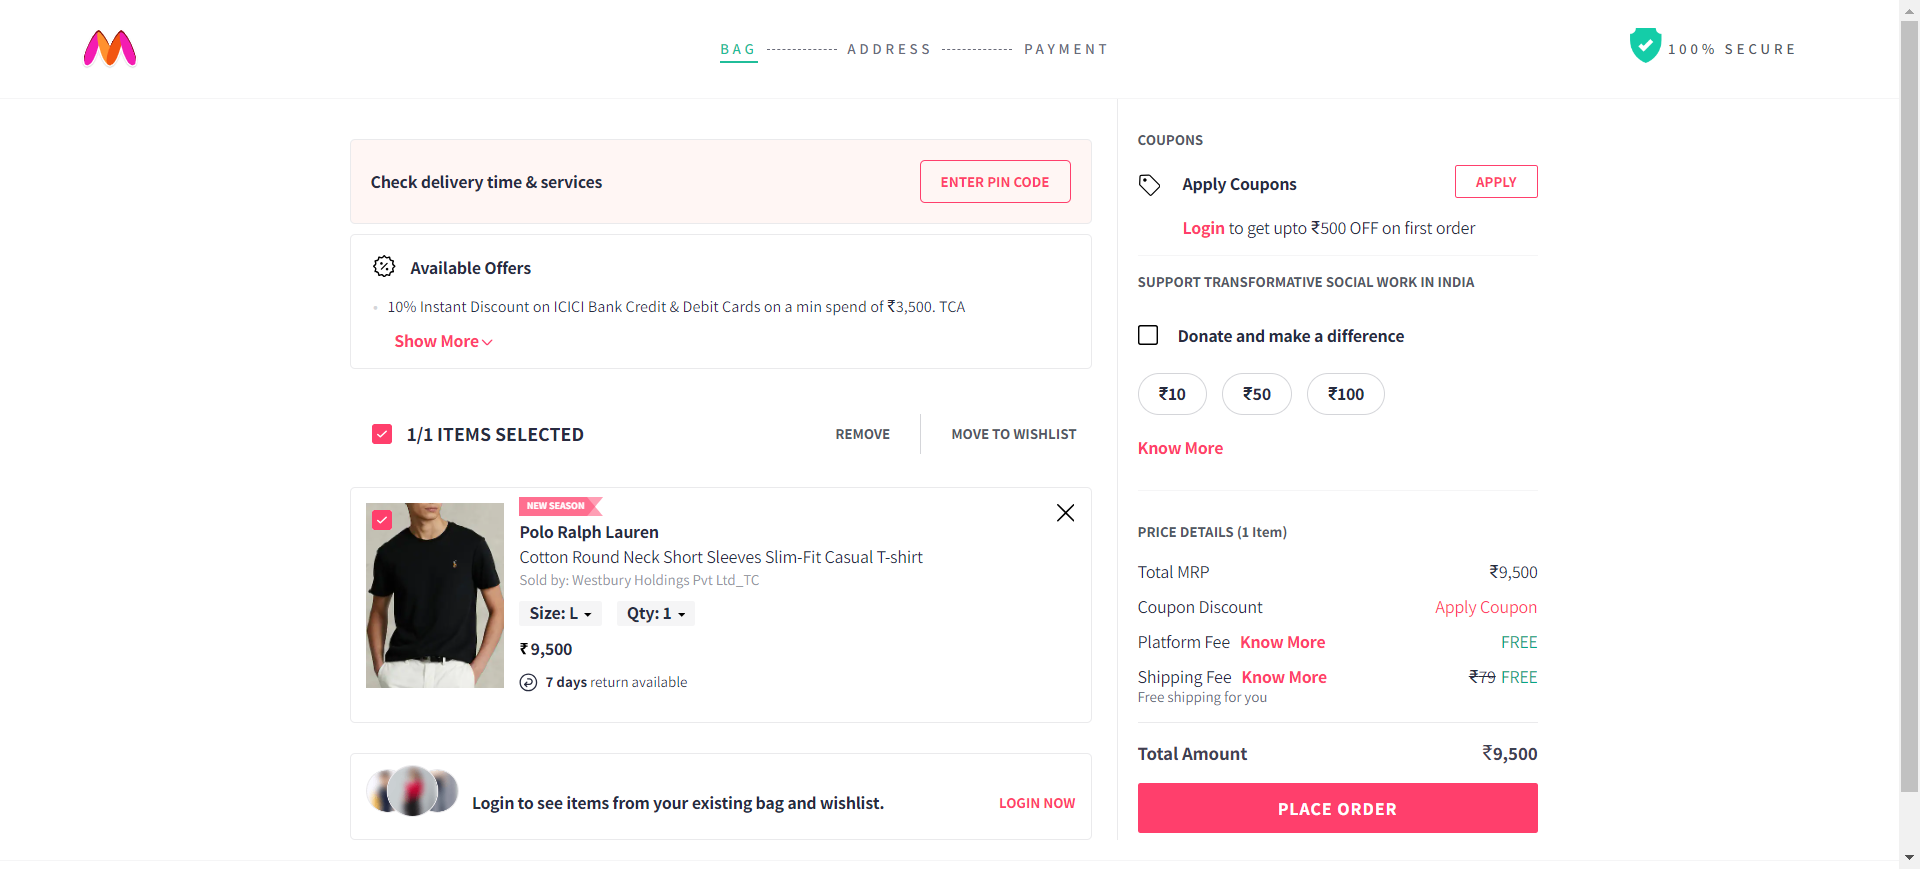 BAG ADDRESS PAYMENT
100% SECURE
Check delivery time & services
ENTER PIN CODE
Available Offers
10% Instant Discount on ICICI Bank Credit & Debit Cards on a min spend of ₹3,500. TCA
Show More
1/1 ITEMS SELECTED
REMOVE
MOVE TO WISHLIST
NEW SEASON
Polo Ralph Lauren
Cotton Round Neck Short Sleeves Slim-Fit Casual T-shirt
Sold by: Westbury Holdings Pvt Ltd_TC
Size: L Qty: 1
₹9,500
7 days return available
Login to see items from your existing bag and wishlist.
LOGIN NOW
COUPONS
Apply Coupons
APPLY
Login to get upto ₹500 OFF on first order
SUPPORT TRANSFORMATIVE SOCIAL WORK IN INDIA
Donate and make a difference
₹10 ₹50 ₹100
Know More
PRICE DETAILS (1 Item)
Total MRP ₹9,500
Coupon Discount Apply Coupon
Platform Fee Know More FREE
Shipping Fee Know More ₹79 FREE
Free shipping for you
Total Amount ₹9,500
PLACE ORDER